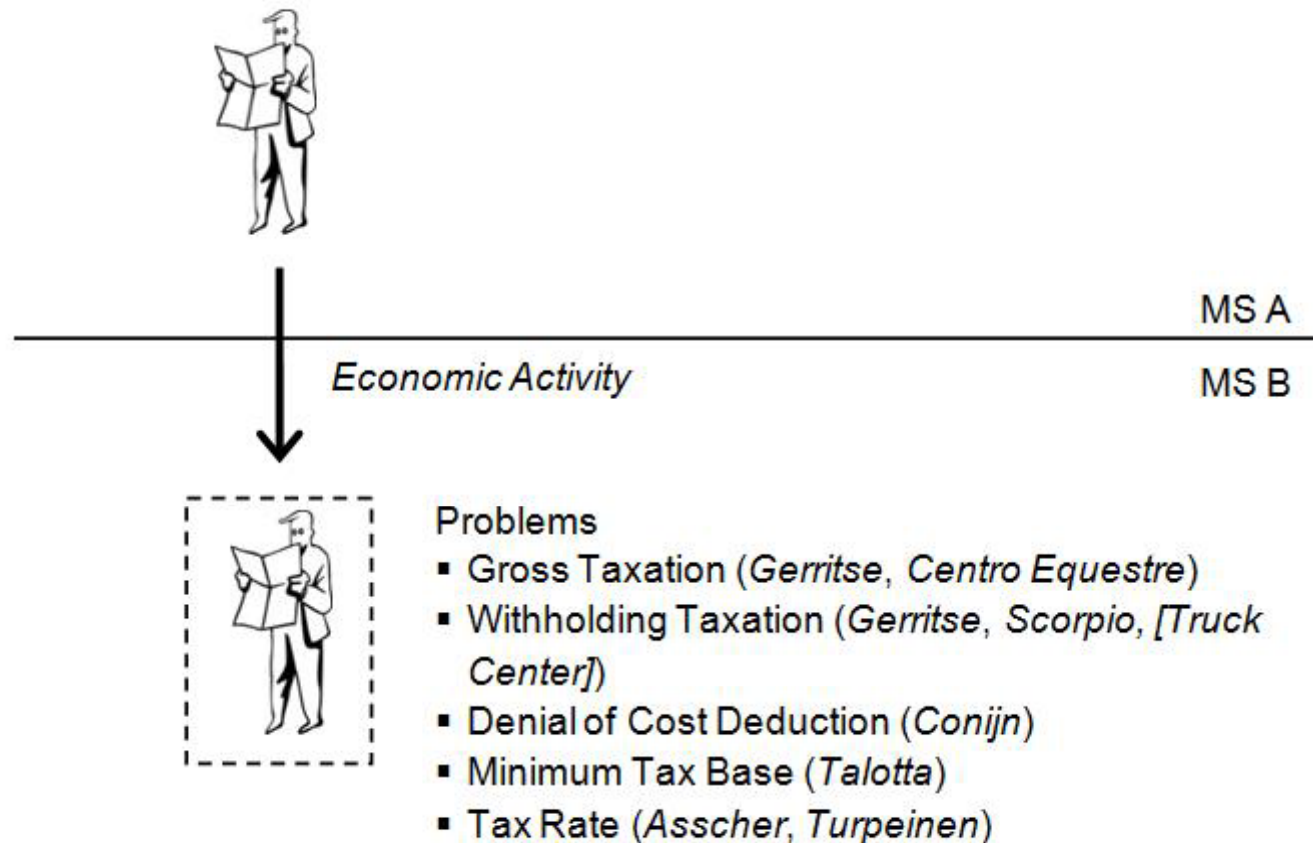 MS A
Economic Activity
MS B
Problems
▪ Gross Taxation (Gerritse, Centro Equestre)
▪ Withholding Taxation (Gerritse, Scorpio, [Truck
Center])
▪ Denial of Cost Deduction (Conijn)
▪ Minimum Tax Base (Talotta)
▪ Tax Rate (Asscher, Turpeinen)